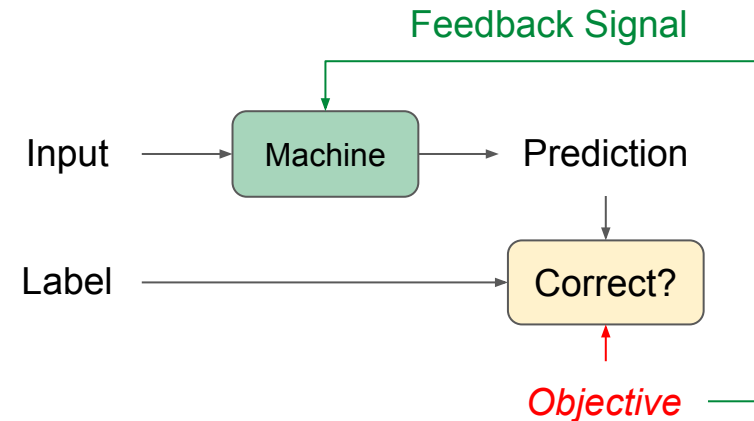 Feedback Signal
Input
Machine
Prediction
Label
Correct?
Objective